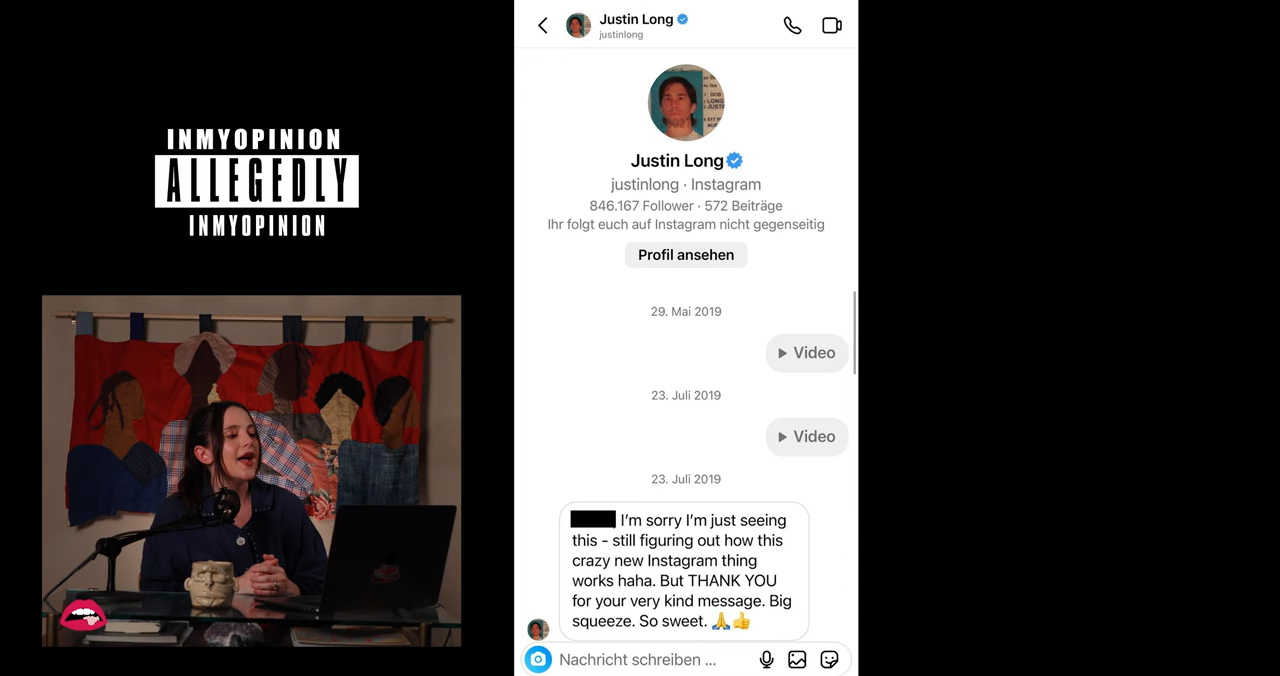 INMYOPINION
ALLEGEDLY
INMYOPINION
Justin Long
justinlong
Justin Long
justinlong · Instagram
846.167 Follower · 572 Beiträge
Ihr folgt euch auf Instagram nicht gegenseitig
Profil ansehen
29. Mai 2019
Video
23. Juli 2019
Video
23. Juli 2019
I'm sorry I'm just seeing
this - still figuring out how this
crazy new Instagram thing
works haha. But THANK YOU
for your very kind message. Big
squeeze. So sweet. 🙏👍
Nachricht schreiben ...